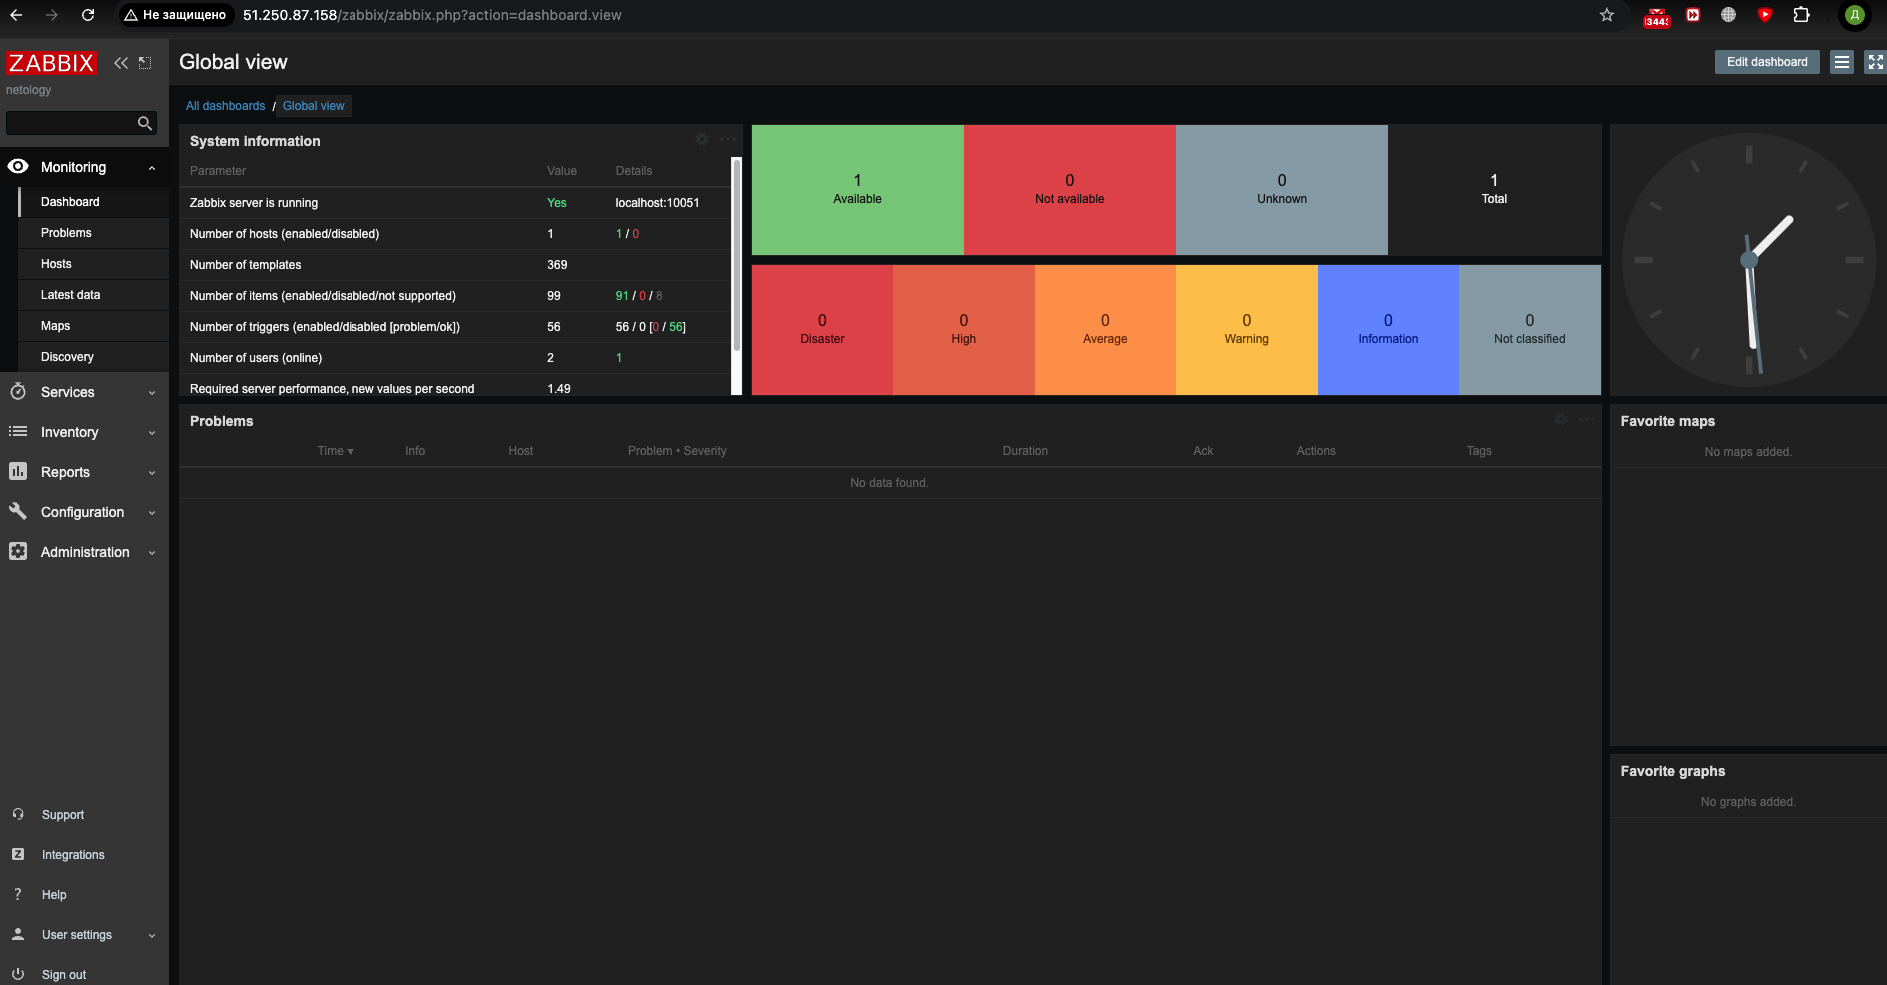 Не защищено 51.250.87.158/zabbix/zabbix.php?action=dashboard.view
3443
Д
ZABBIX
netology
Global view
Edit dashboard
All dashboards / Global view
Monitoring
Dashboard
Problems
Hosts
Latest data
Maps
Discovery
Services
Inventory
Reports
Configuration
Administration
Support
Integrations
Help
User settings
Sign out
System information
Parameter Value Details
Zabbix server is running Yes localhost:10051
Number of hosts (enabled/disabled) 1 1 / 0
Number of templates 369
Number of items (enabled/disabled/not supported) 99 91 / 0 / 8
Number of triggers (enabled/disabled [problem/ok]) 56 56 / 0 [0 / 56]
Number of users (online) 2 1
Required server performance, new values per second 1.49
1 0 0 1
Available Not available Unknown Total
0 0 0 0 0 0
Disaster High Average Warning Information Not classified
Problems
Time ▼ Info Host Problem • Severity Duration Ack Actions Tags
No data found.
Favorite maps
No maps added.
Favorite graphs
No graphs added.